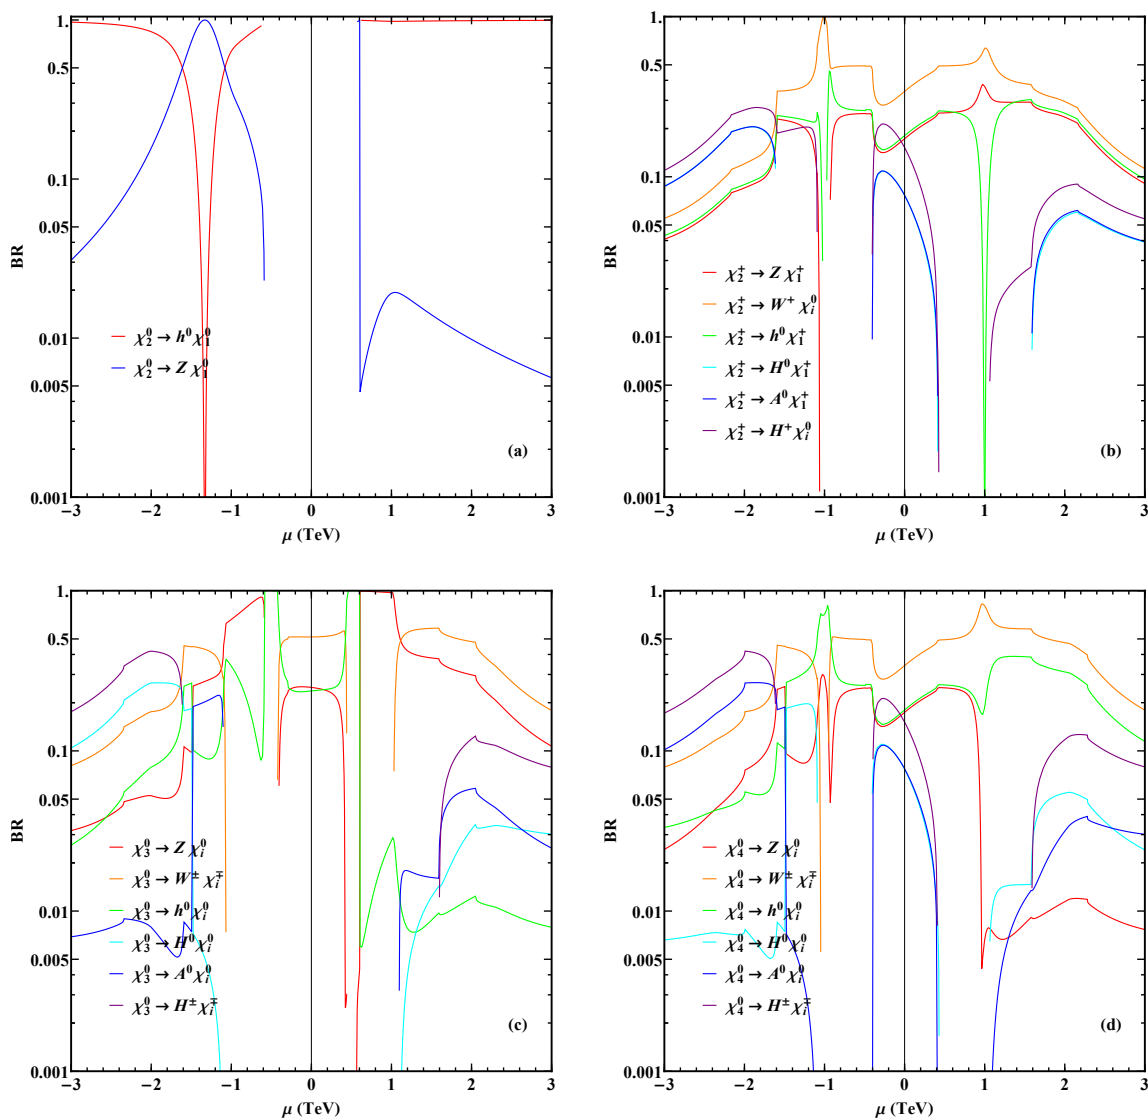 1.
0.5
0.1
0.05
0.01
0.005
0.001
BR
χ₂⁰ → h⁰ χ₁⁰
χ₂⁰ → Z χ₁⁰
(a)
−3 −2 −1 0 1 2 3
μ (TeV)
1.
0.5
0.1
0.05
0.01
0.005
0.001
BR
χ₂⁺ → Z χ₁⁺
χ₂⁺ → W⁺ χᵢ⁰
χ₂⁺ → h⁰ χ₁⁺
χ₂⁺ → H⁰ χ₁⁺
χ₂⁺ → A⁰ χ₁⁺
χ₂⁺ → H⁺ χᵢ⁰
(b)
−3 −2 −1 0 1 2 3
μ (TeV)
1.
0.5
0.1
0.05
0.01
0.005
0.001
BR
χ₃⁰ → Z χᵢ⁰
χ₃⁰ → W± χᵢ∓
χ₃⁰ → h⁰ χᵢ⁰
χ₃⁰ → H⁰ χᵢ⁰
χ₃⁰ → A⁰ χᵢ⁰
χ₃⁰ → H± χᵢ∓
(c)
−3 −2 −1 0 1 2 3
μ (TeV)
1.
0.5
0.1
0.05
0.01
0.005
0.001
BR
χ₄⁰ → Z χᵢ⁰
χ₄⁰ → W± χᵢ∓
χ₄⁰ → h⁰ χᵢ⁰
χ₄⁰ → H⁰ χᵢ⁰
χ₄⁰ → A⁰ χᵢ⁰
χ₄⁰ → H± χᵢ∓
(d)
−3 −2 −1 0 1 2 3
μ (TeV)